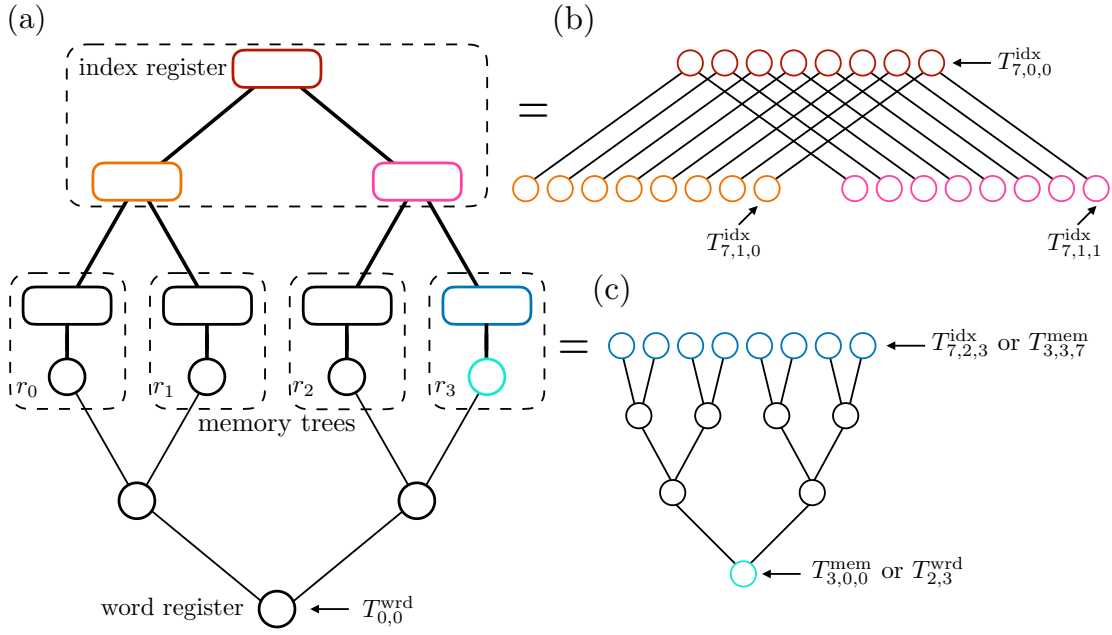 (a)
(b)
index register
=
T^{idx}_{7,0,0}
T^{idx}_{7,1,0}
T^{idx}_{7,1,1}
(c)
r_0
r_1
r_2
r_3
=
T^{idx}_{7,2,3} or T^{mem}_{3,3,7}
memory trees
T^{mem}_{3,0,0} or T^{wrd}_{2,3}
word register
T^{wrd}_{0,0}